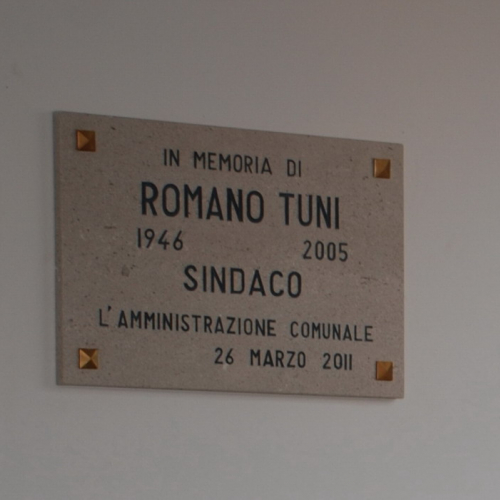 IN MEMORIA DI
ROMANO TUNI
1946 2005
SINDACO
L'AMMINISTRAZIONE COMUNALE
26 MARZO 2011